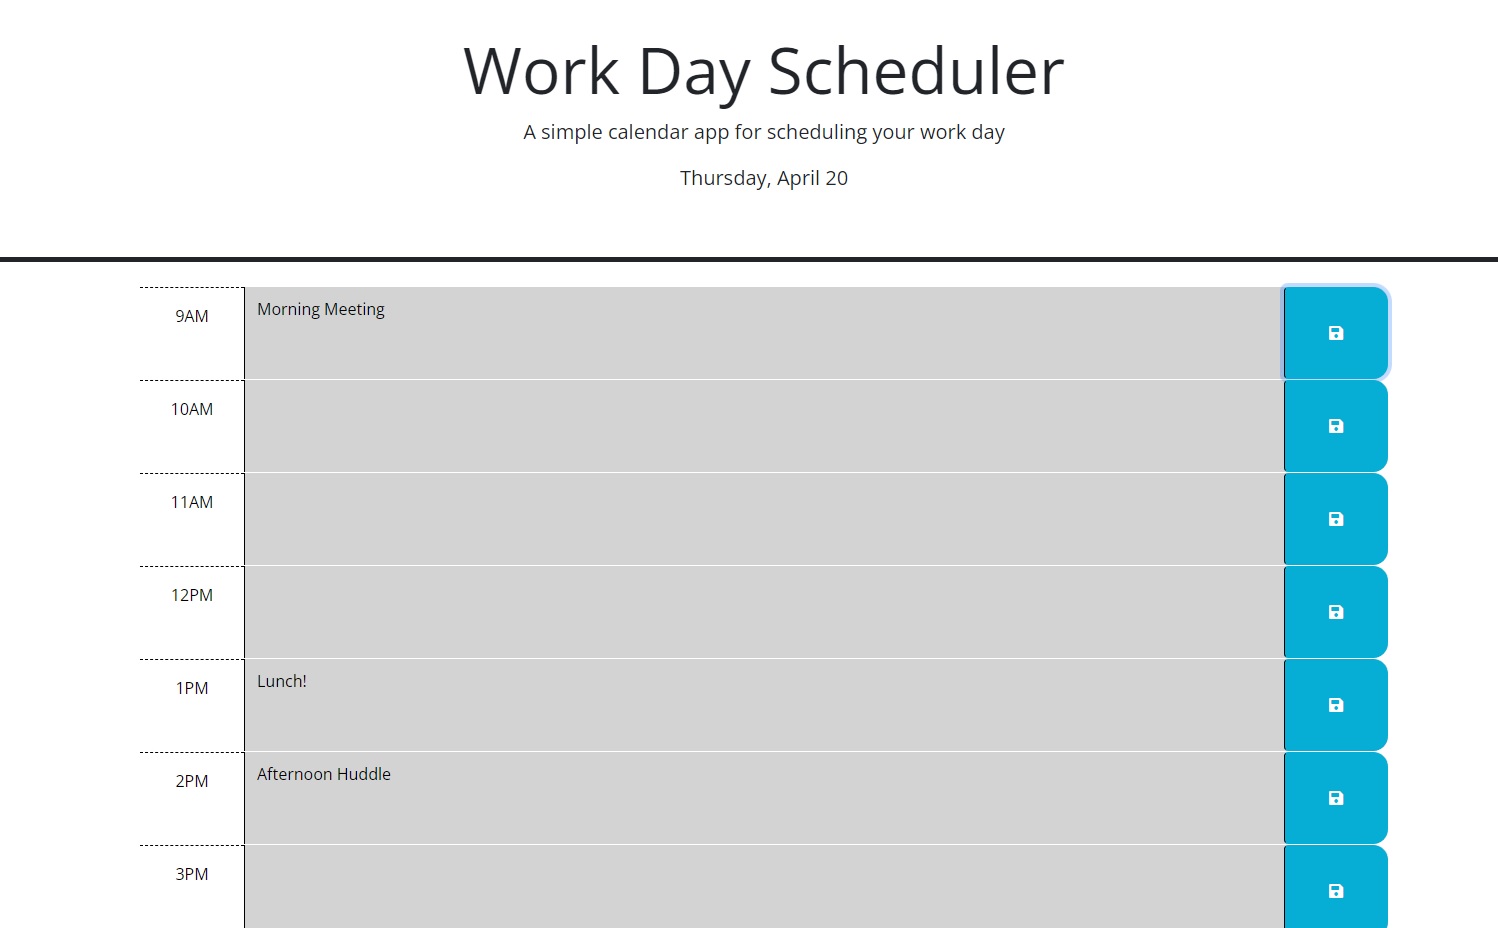 Work Day Scheduler
A simple calendar app for scheduling your work day
Thursday, April 20
9AM
Morning Meeting
10AM
11AM
12PM
1PM
Lunch!
2PM
Afternoon Huddle
3PM